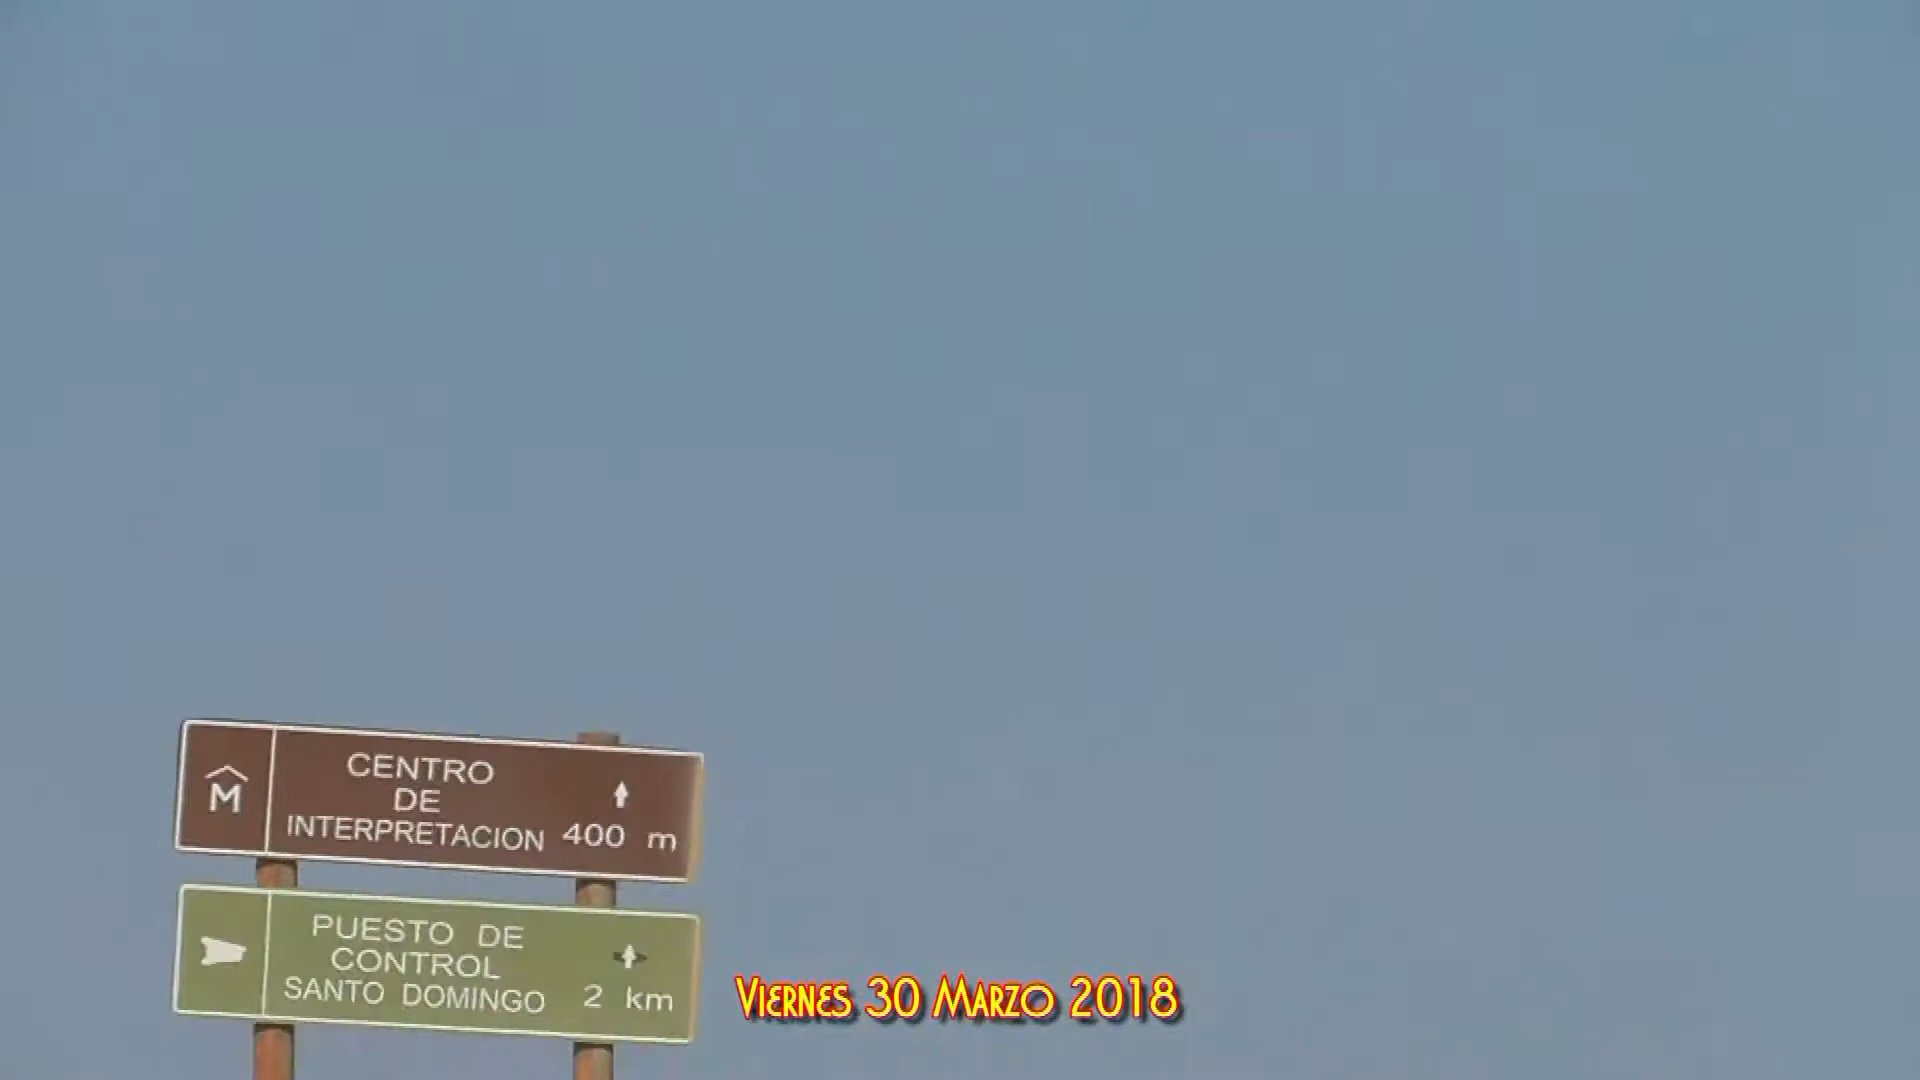 M
CENTRO
DE
INTERPRETACION 400 m
PUESTO DE
CONTROL
SANTO DOMINGO 2 km
Viernes 30 Marzo 2018